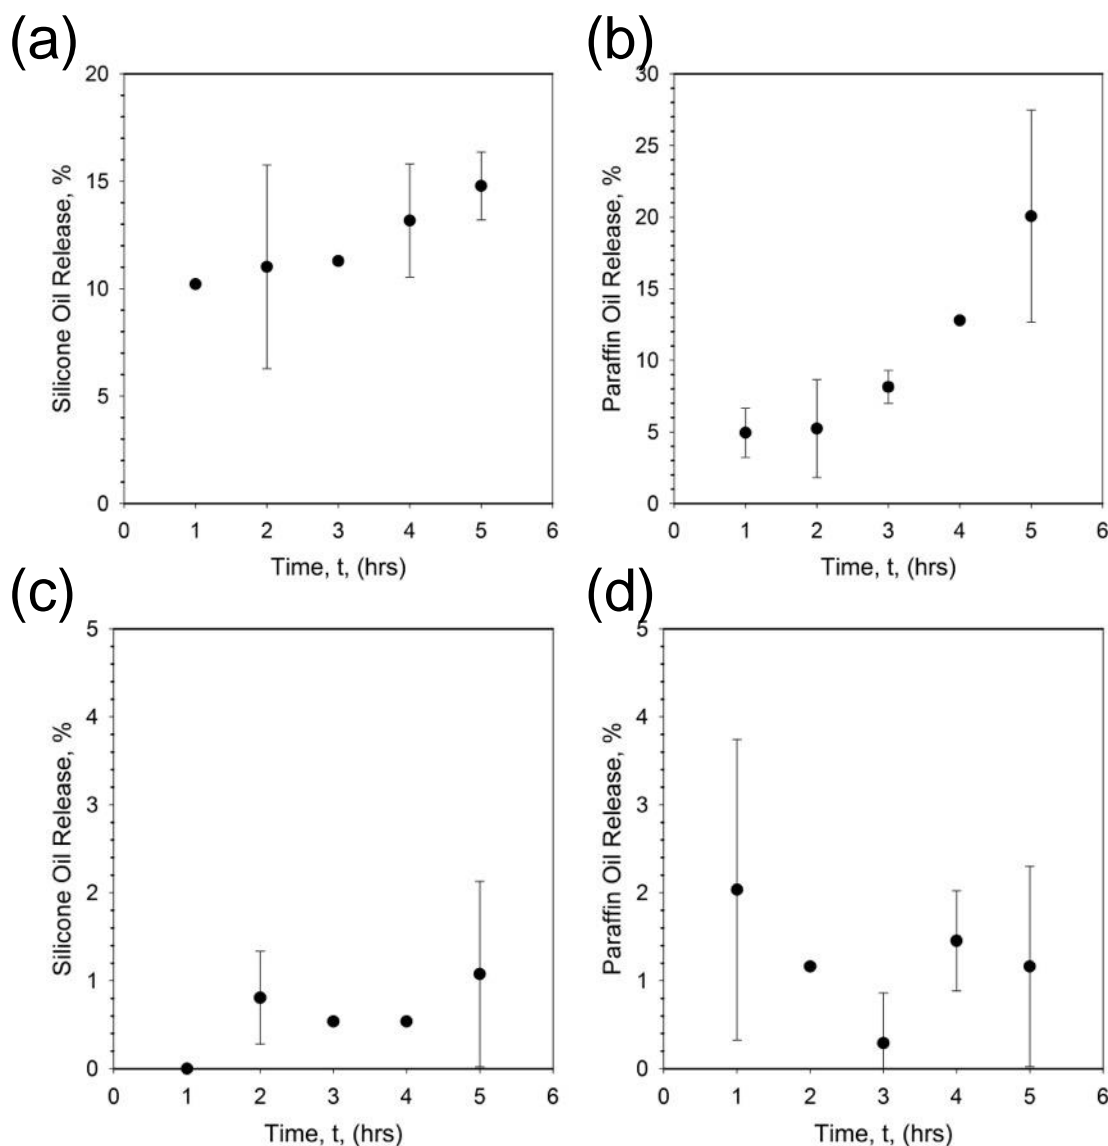 (a)
(b)
20
15
10
5
0
Silicone Oil Release, %
0 1 2 3 4 5 6
Time, t, (hrs)
30
25
20
15
10
5
0
Paraffin Oil Release, %
0 1 2 3 4 5 6
Time, t, (hrs)
(c)
(d)
5
4
3
2
1
0
Silicone Oil Release, %
0 1 2 3 4 5 6
Time, t, (hrs)
5
4
3
2
1
0
Paraffin Oil Release, %
0 1 2 3 4 5 6
Time, t, (hrs)